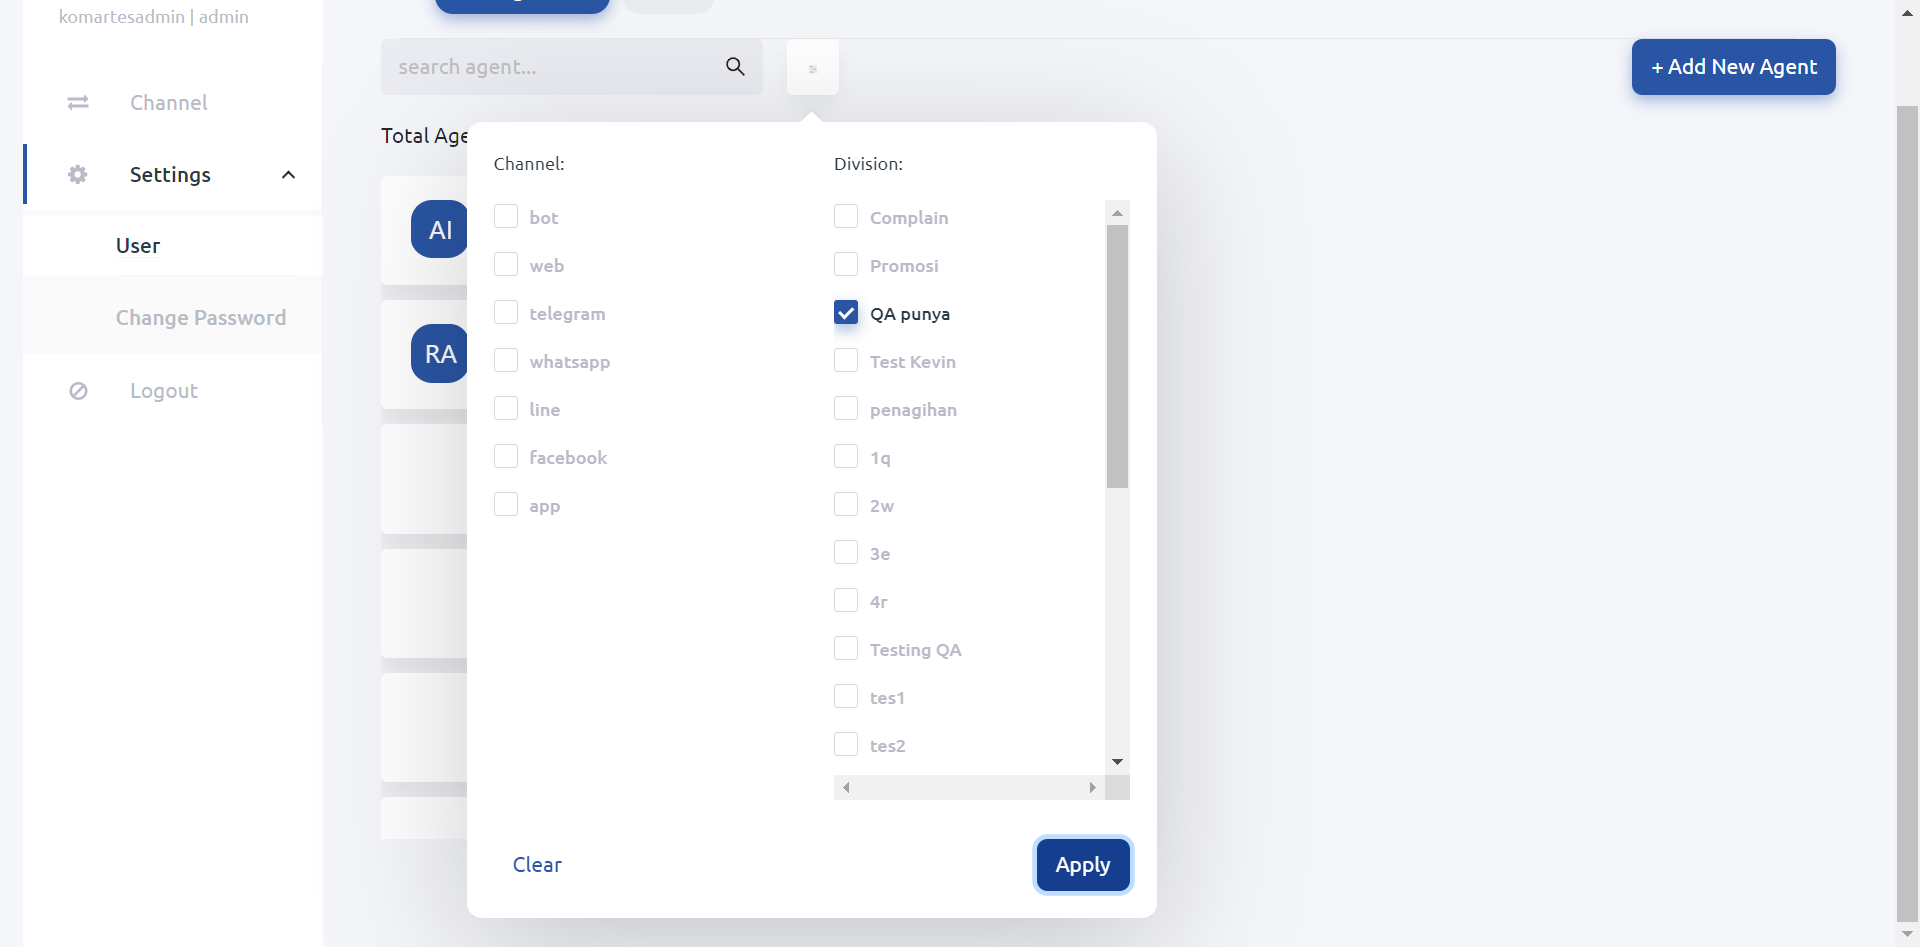 komartesadmin | admin
search agent...
+ Add New Agent
Channel
Settings
User
Change Password
Logout
Total Age
AI
RA
Channel:
bot
web
telegram
whatsapp
line
facebook
app
Division:
Complain
Promosi
QA punya
Test Kevin
penagihan
1q
2w
3e
4r
Testing QA
tes1
tes2
Clear
Apply